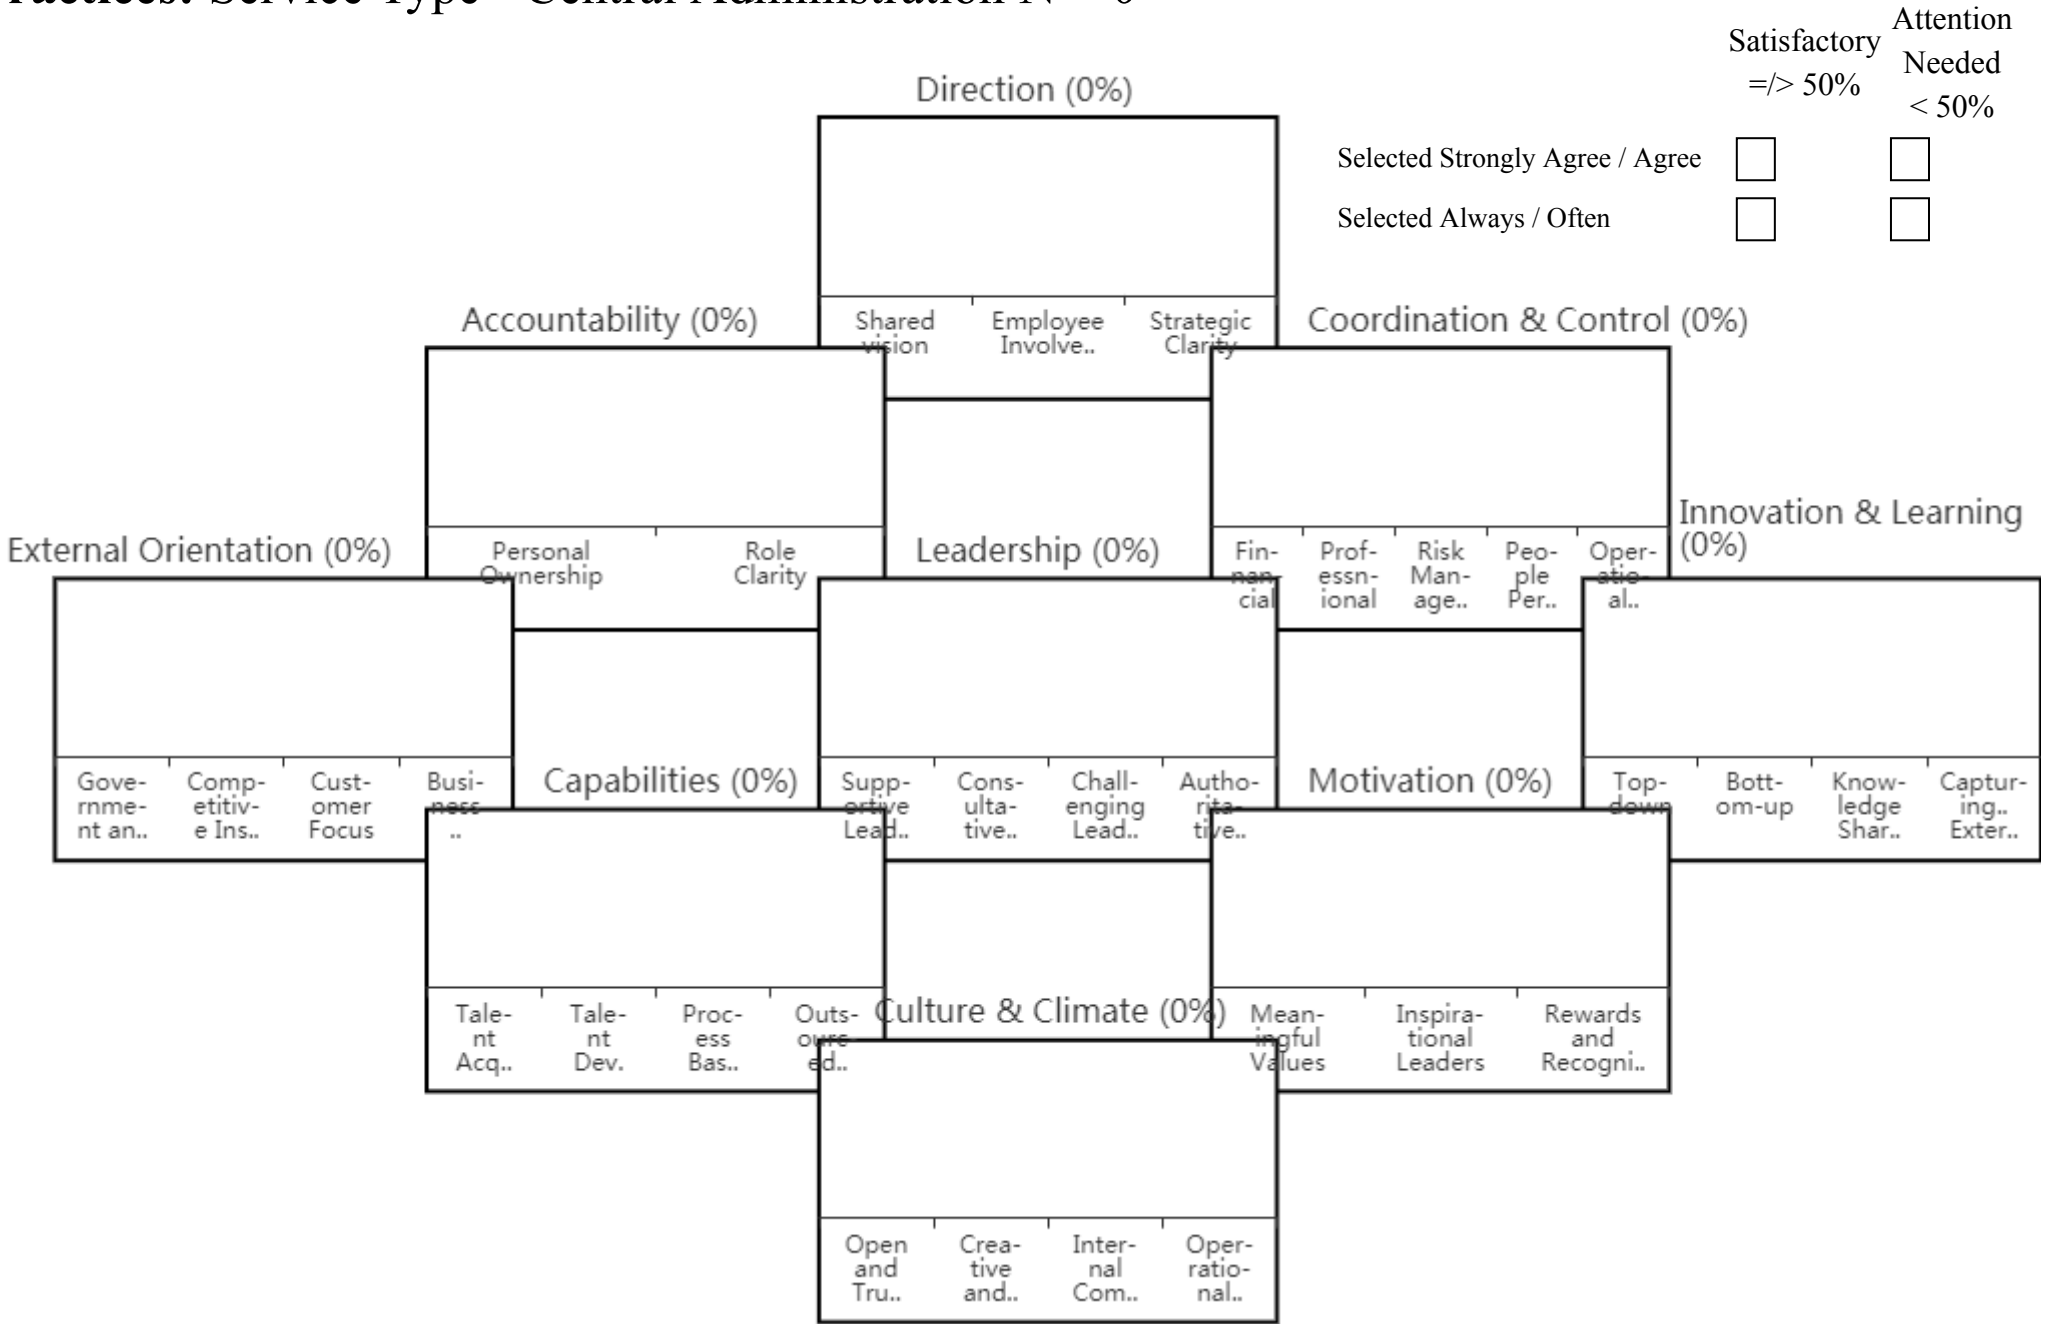 Service Type - Central Administration N = 0
Attention
Needed
< 50%
Satisfactory
=/> 50%
Selected Strongly Agree / Agree
Selected Always / Often
Direction (0%)
Shared
vision
Employee
Involve..
Strategic
Clarity
Accountability (0%)
Personal
Ownership
Role
Clarity
Coordination & Control (0%)
Fin-
nan-
cial
Prof-
essn-
ional
Risk
Man-
age..
Peo-
ple
Per..
Oper-
atio-
al..
External Orientation (0%)
Gove-
rnme-
nt an..
Comp-
etitiv-
e Ins..
Cust-
omer
Focus
Busi-
ness
..
Leadership (0%)
Supp-
ortive
Lead..
Cons-
ulta-
tive..
Chall-
enging
Lead..
Autho-
rita-
tive..
Innovation & Learning
(0%)
Top-
down
Bott-
om-up
Know-
ledge
Shar..
Captur-
ing..
Exter..
Capabilities (0%)
Tale-
nt
Acq..
Tale-
nt
Dev.
Proc-
ess
Bas..
Outs-
ourc-
ed..
Motivation (0%)
Mean-
ingful
Values
Inspira-
tional
Leaders
Rewards
and
Recogni..
Culture & Climate (0%)
Open
and
Tru..
Crea-
tive
and..
Inter-
nal
Com..
Oper-
ratio-
nal..